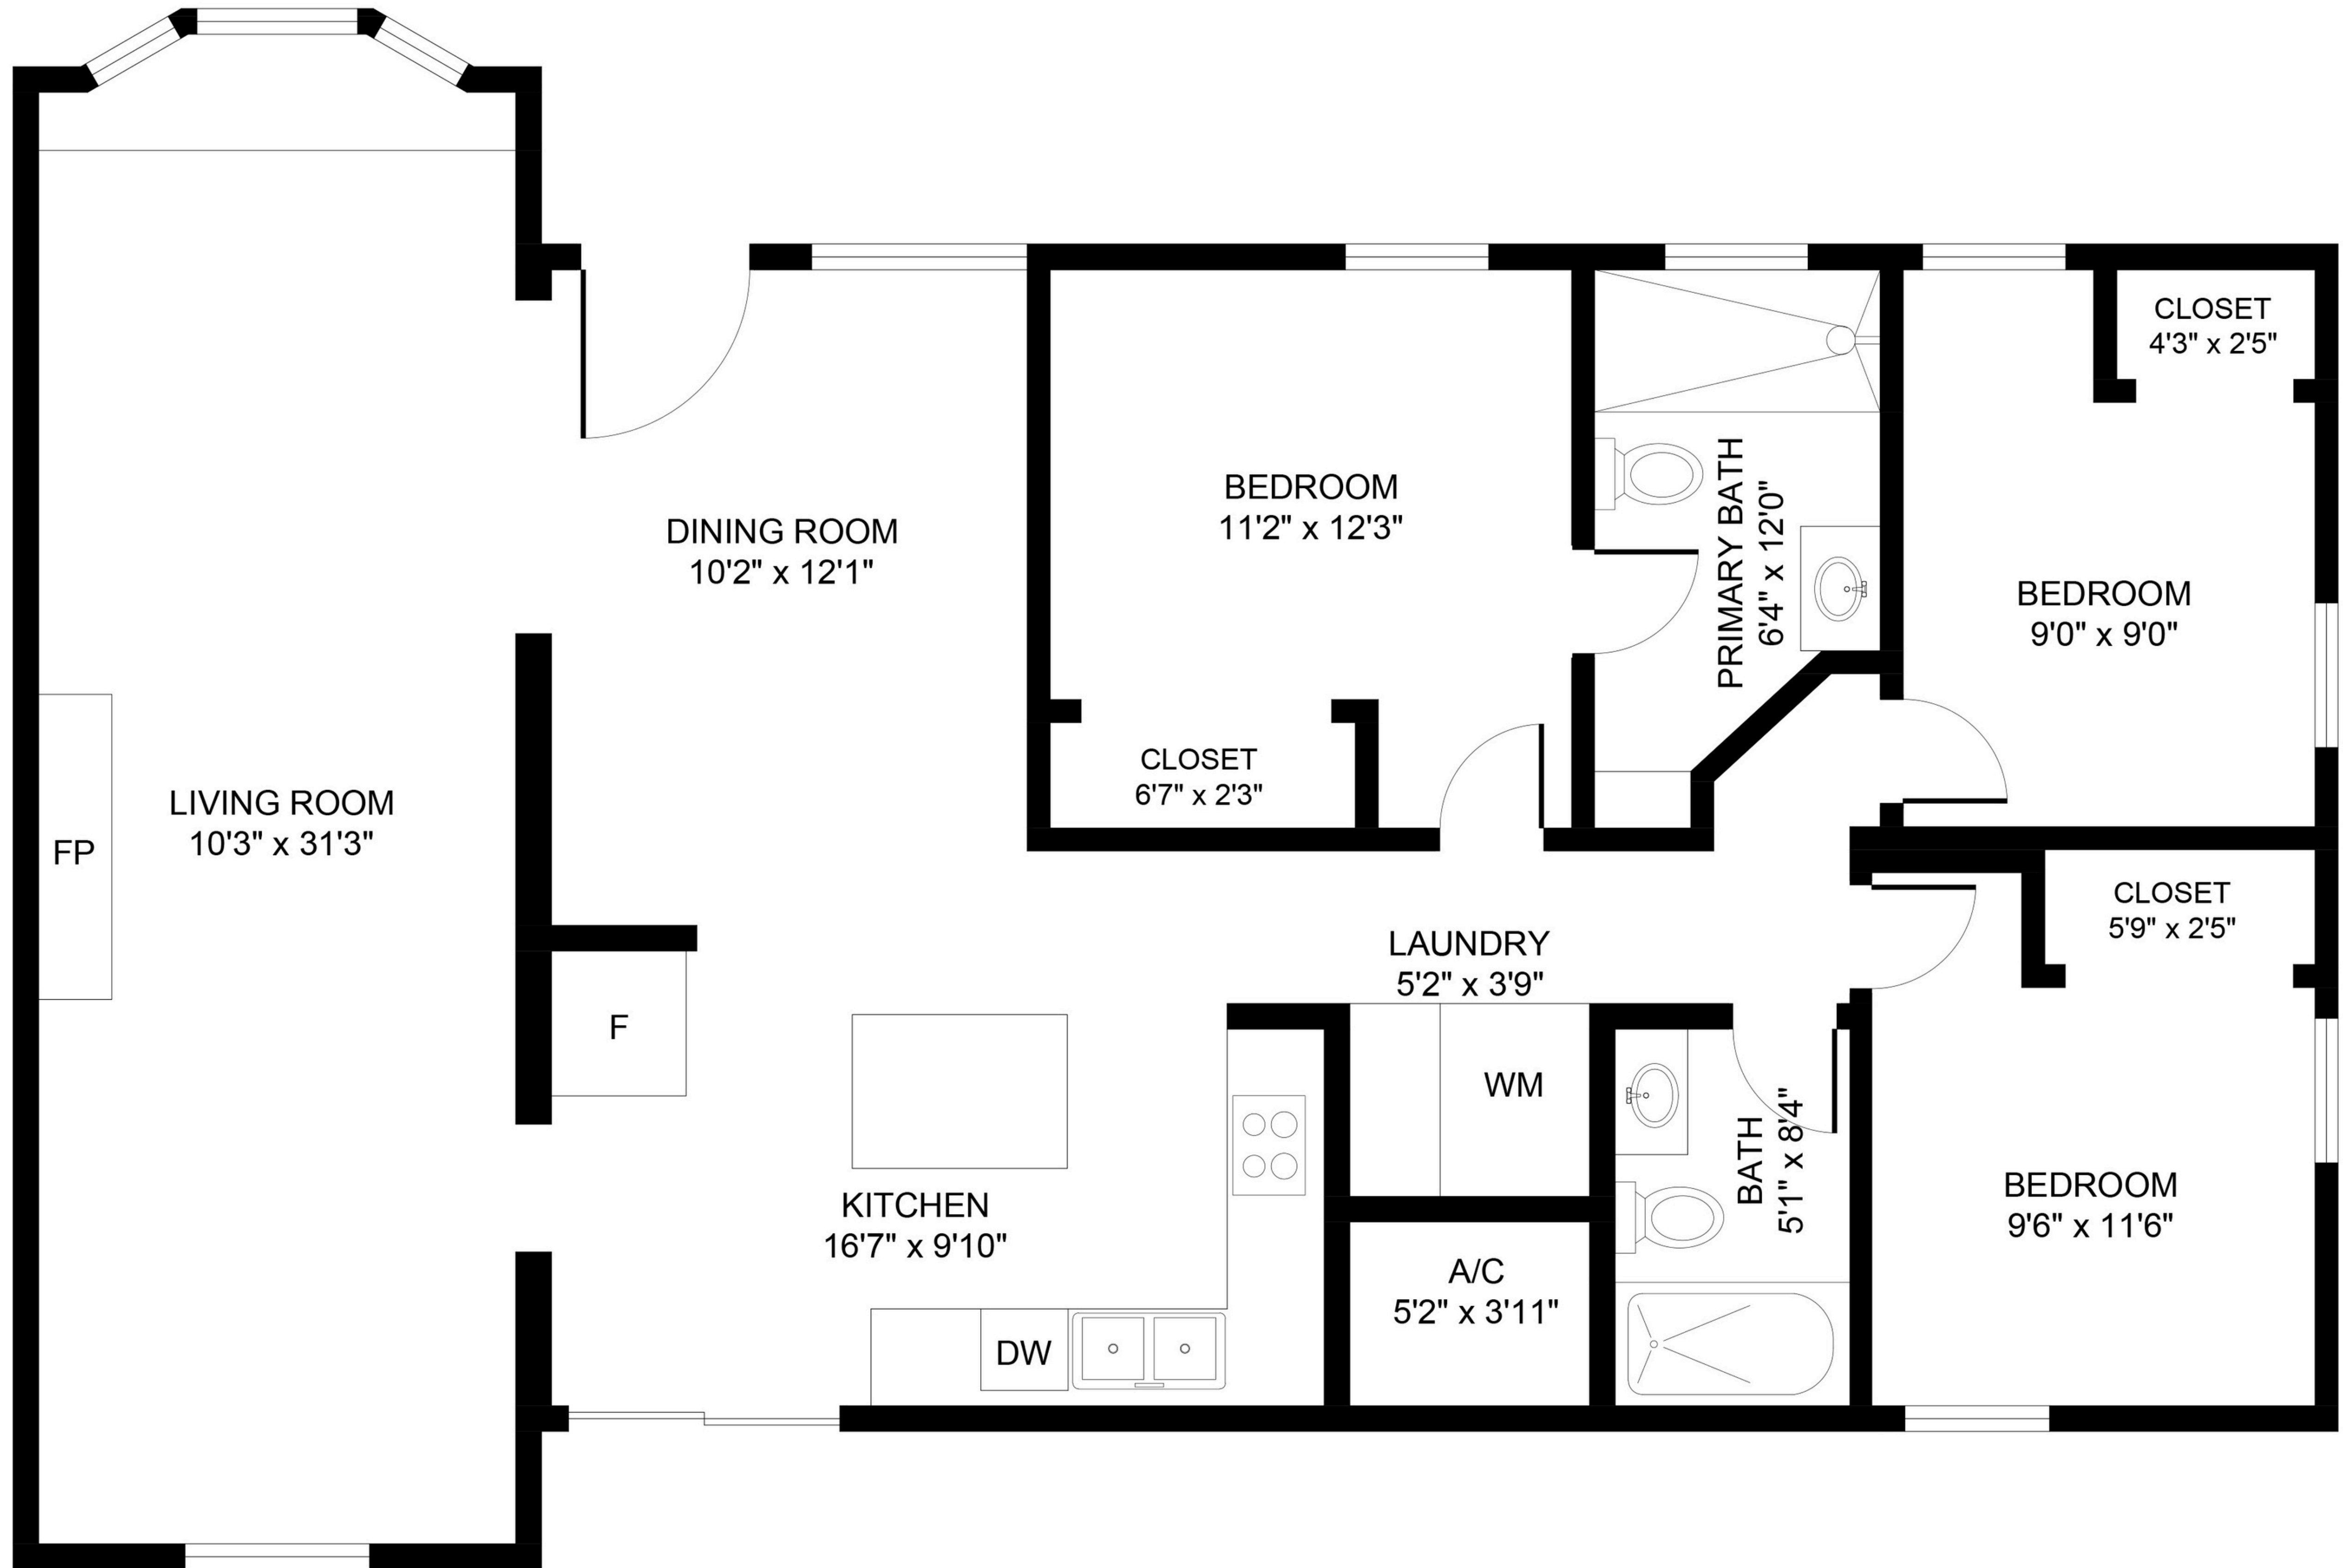 CLOSET
4'3" x 2'5"
BEDROOM
11'2" x 12'3"
PRIMARY BATH
6'4" x 12'0"
DINING ROOM
10'2" x 12'1"
BEDROOM
9'0" x 9'0"
CLOSET
6'7" x 2'3"
LIVING ROOM
10'3" x 31'3"
FP
CLOSET
5'9" x 2'5"
LAUNDRY
5'2" x 3'9"
F
WM
BATH
5'1" x 8'4"
KITCHEN
16'7" x 9'10"
BEDROOM
9'6" x 11'6"
A/C
5'2" x 3'11"
DW